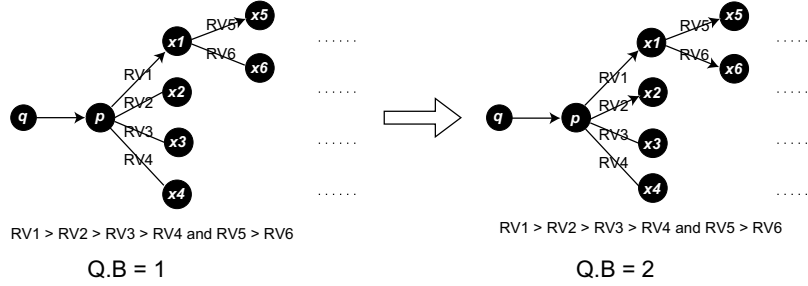 q
p
x1
x2
x3
x4
x5
x6
RV1
RV2
RV3
RV4
RV5
RV6
......
......
......
RV1 > RV2 > RV3 > RV4 and RV5 > RV6
Q.B = 1
q
p
x1
x2
x3
x4
x5
x6
RV1
RV2
RV3
RV4
RV5
RV6
......
......
......
RV1 > RV2 > RV3 > RV4 and RV5 > RV6
Q.B = 2